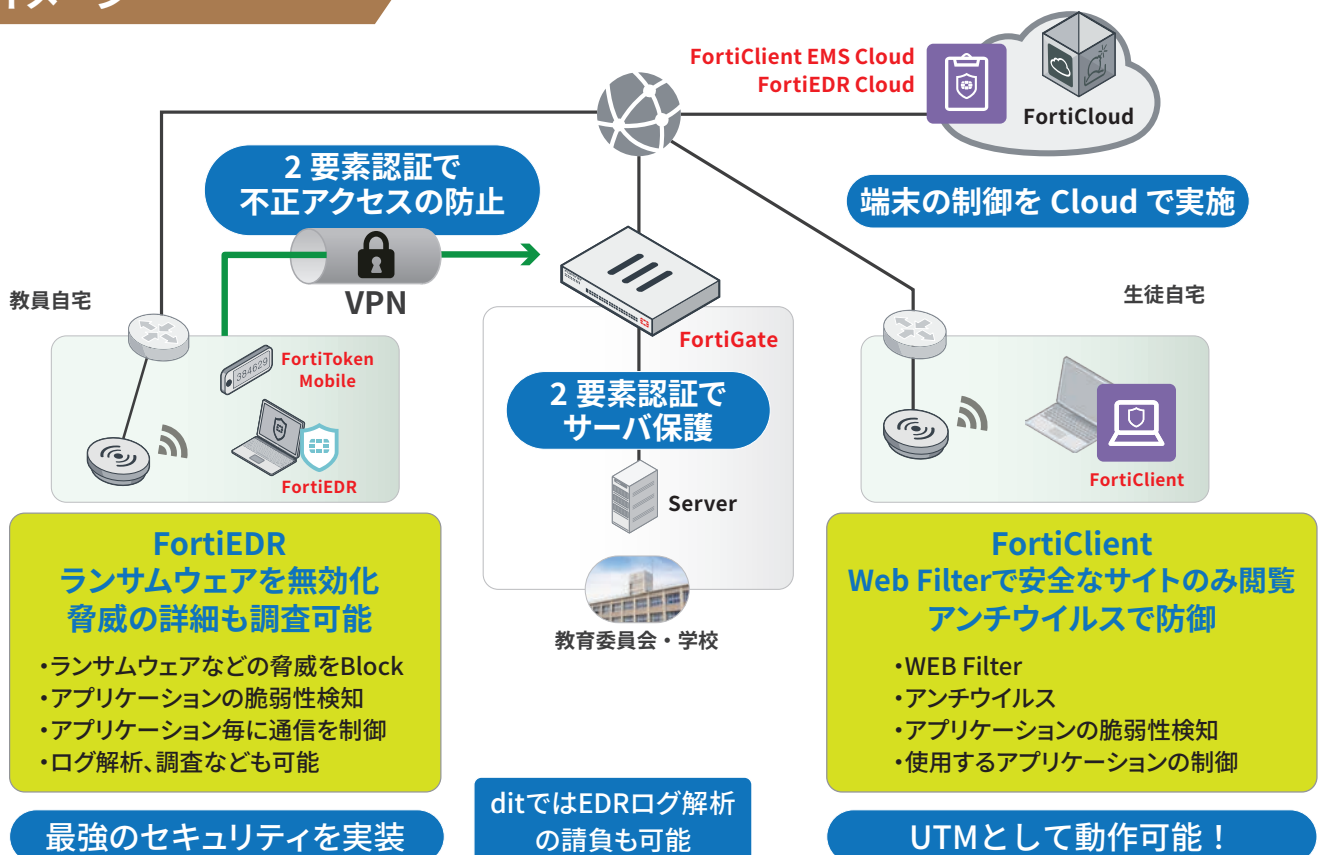 イメージ
FortiClient EMS Cloud
FortiEDR Cloud
FortiCloud
2 要素認証で
不正アクセスの防止
端末の制御を Cloud で実施
VPN
教員自宅
生徒自宅
FortiToken
Mobile
384629
FortiEDR
FortiGate
2 要素認証で
サーバ保護
Server
教育委員会・学校
FortiClient
FortiEDR
ランサムウェアを無効化
脅威の詳細も調査可能
・ランサムウェアなどの脅威をBlock
・アプリケーションの脆弱性検知
・アプリケーション毎に通信を制御
・ログ解析、調査なども可能
最強のセキュリティを実装
ditではEDRログ解析
の請負も可能
FortiClient
Web Filterで安全なサイトのみ閲覧
アンチウイルスで防御
・WEB Filter
・アンチウイルス
・アプリケーションの脆弱性検知
・使用するアプリケーションの制御
UTMとして動作可能！